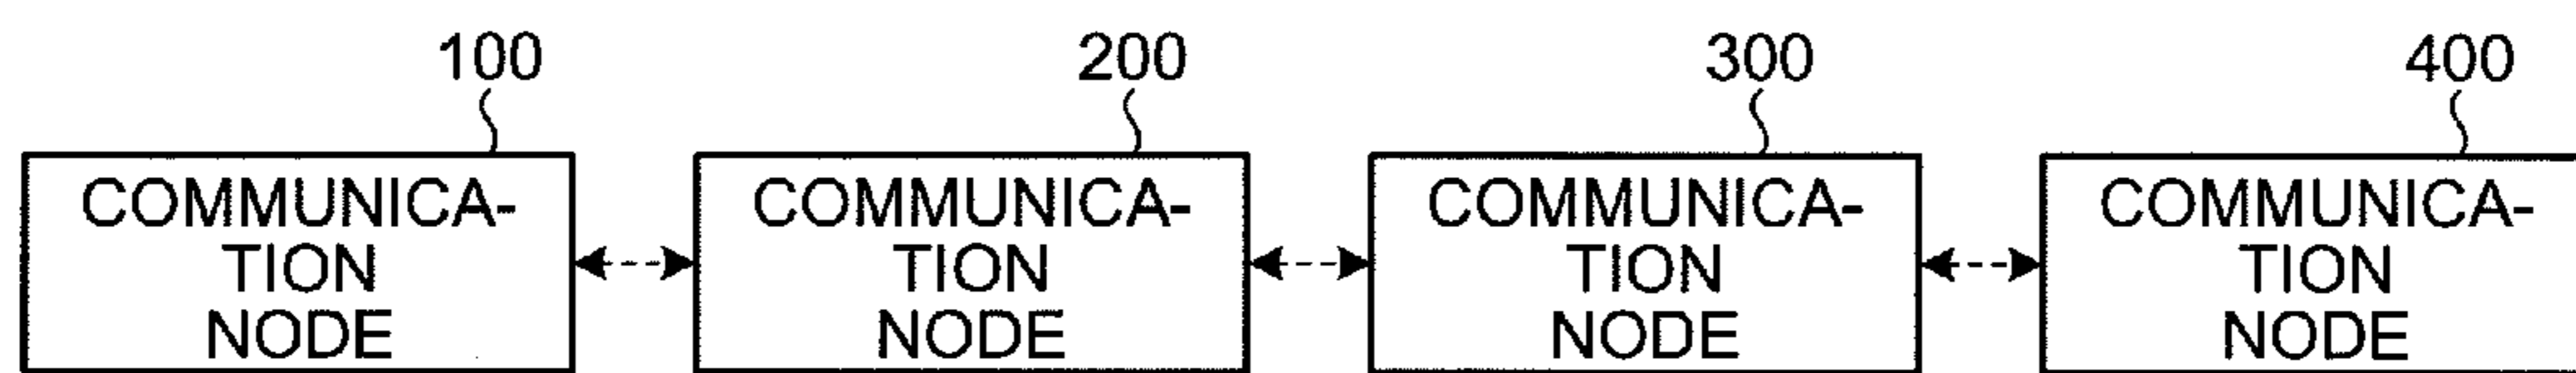 100 200 300 400
COMMUNICA- COMMUNICA- COMMUNICA- COMMUNICA-
TION TION TION TION
NODE NODE NODE NODE